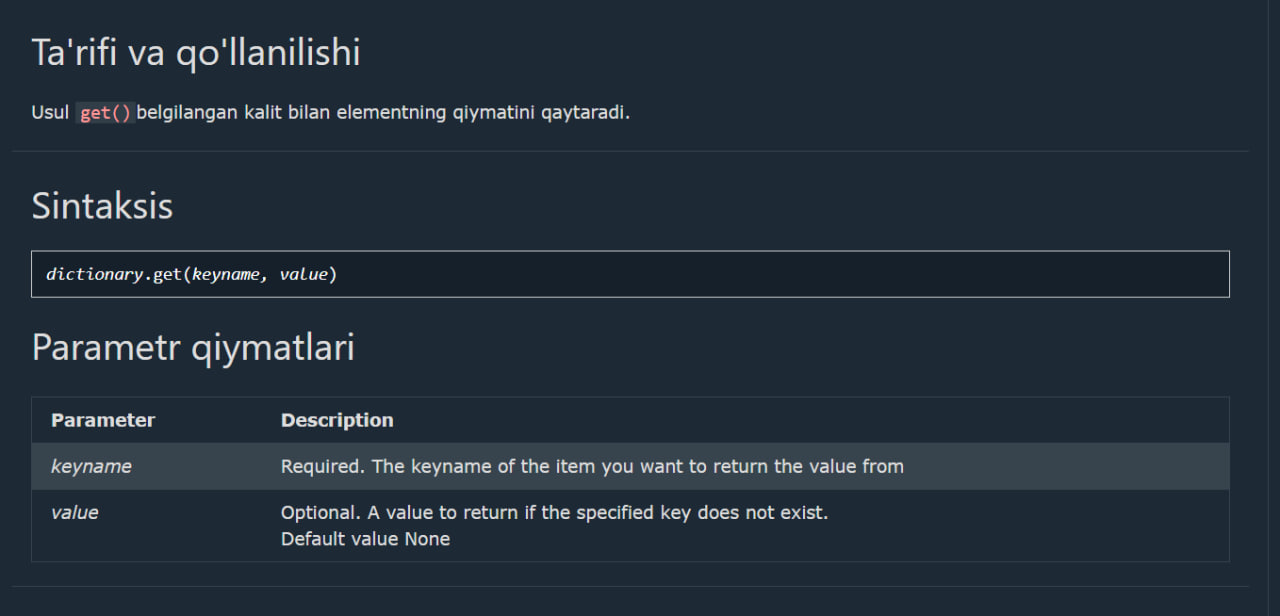 Ta'rifi va qo'llanilishi
Usul get() belgilangan kalit bilan elementning qiymatini qaytaradi.
Sintaksis
dictionary.get(keyname, value)
Parametr qiymatlari
Parameter Description
keyname Required. The keyname of the item you want to return the value from
value Optional. A value to return if the specified key does not exist.
Default value None